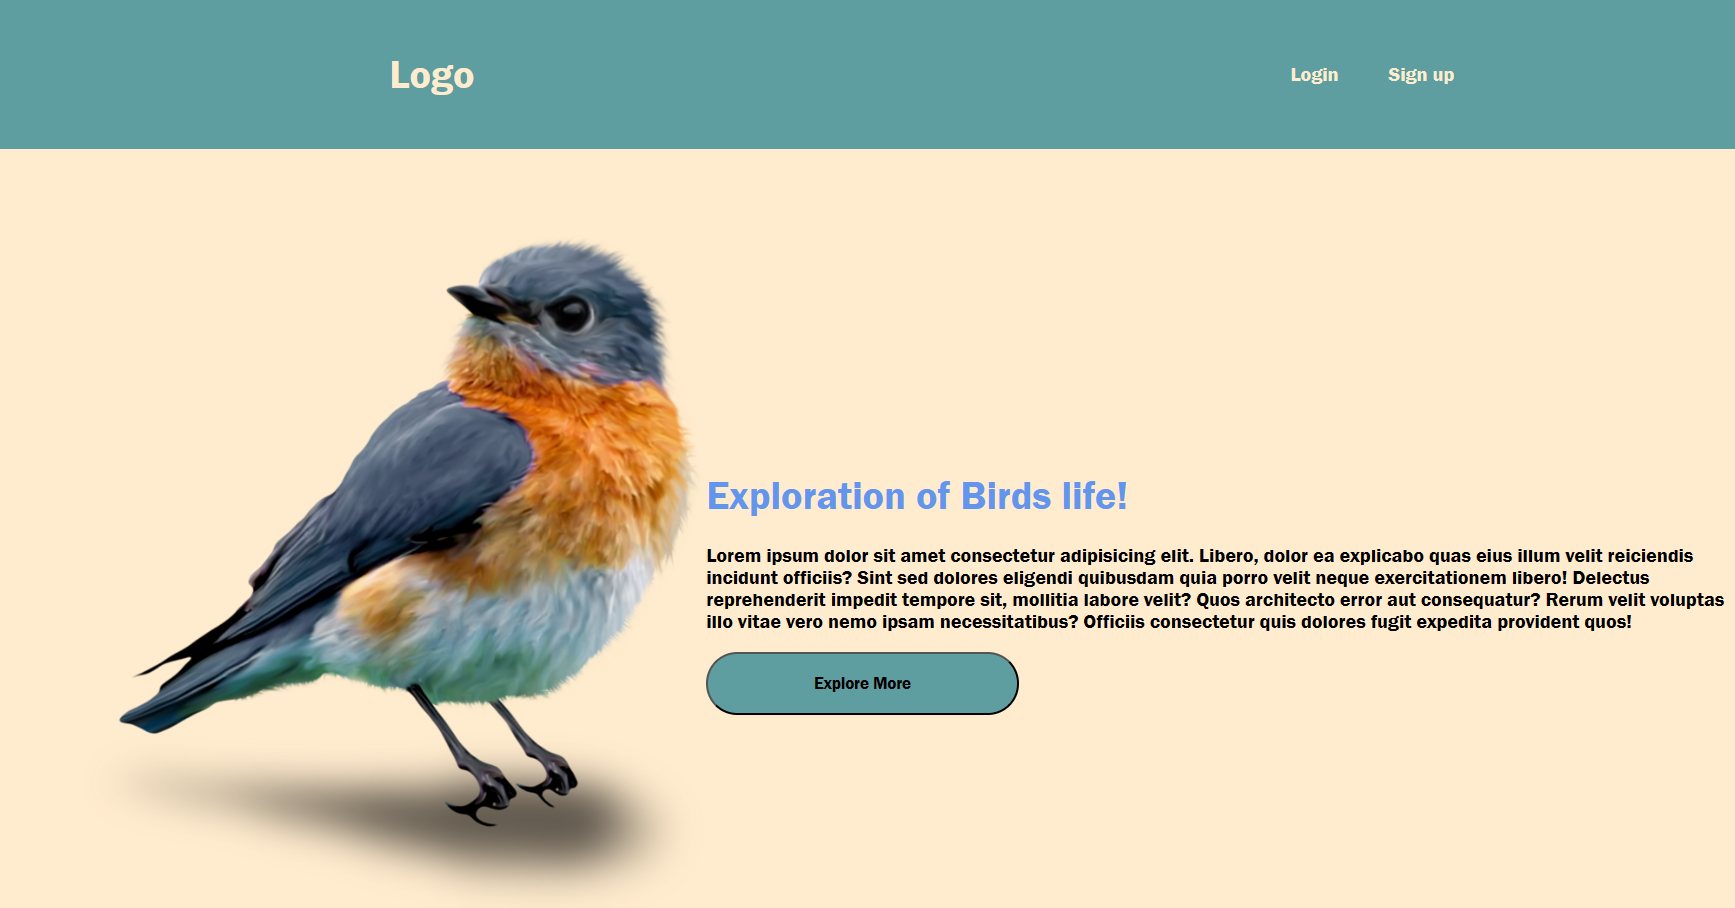 Logo
Login
Sign up
Exploration of Birds life!
Lorem ipsum dolor sit amet consectetur adipisicing elit. Libero, dolor ea explicabo quas eius illum velit reiciendis
incidunt officiis? Sint sed dolores eligendi quibusdam quia porro velit neque exercitationem libero! Delectus
reprehenderit impedit tempore sit, mollitia labore velit? Quos architecto error aut consequatur? Rerum velit voluptas
illo vitae vero nemo ipsam necessitatibus? Officiis consectetur quis dolores fugit expedita provident quos!
Explore More